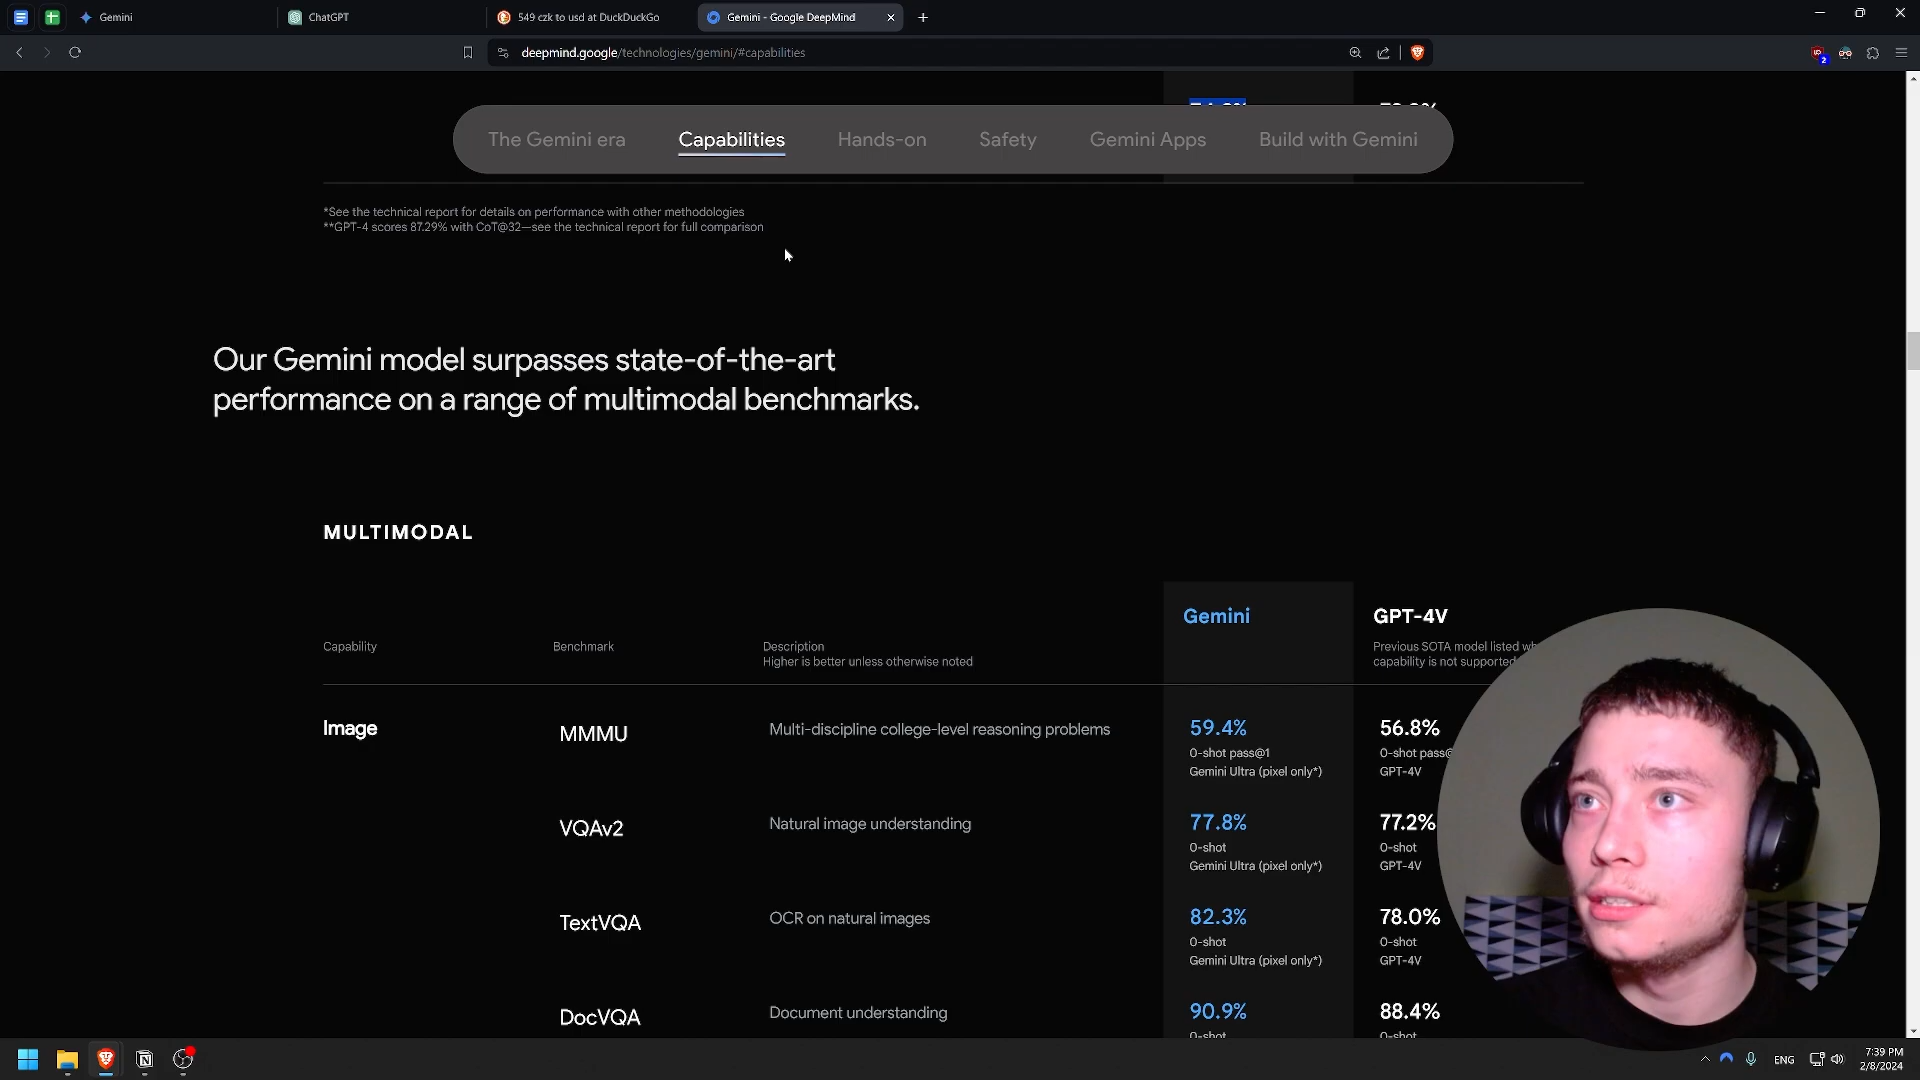 Gemini
ChatGPT
549 czk to usd at DuckDuckGo
Gemini - Google DeepMind
deepmind.google/technologies/gemini/#capabilities
2
The Gemini era
Capabilities
Hands-on
Safety
Gemini Apps
Build with Gemini
*See the technical report for details on performance with other methodologies
**GPT-4 scores 87.29% with CoT@32—see the technical report for full comparison
Our Gemini model surpasses state-of-the-art
performance on a range of multimodal benchmarks.
MULTIMODAL
Gemini
GPT-4V
Capability
Benchmark
Description
Higher is better unless otherwise noted
Previous SOTA model listed
capability is not supported
Image
MMMU
Multi-discipline college-level reasoning problems
59.4%
0-shot pass@1
Gemini Ultra (pixel only*)
56.8%
0-shot pass@
GPT-4V
VQAv2
Natural image understanding
77.8%
0-shot
Gemini Ultra (pixel only*)
77.2%
0-shot
GPT-4V
TextVQA
OCR on natural images
82.3%
0-shot
Gemini Ultra (pixel only*)
78.0%
0-shot
GPT-4V
DocVQA
Document understanding
90.9%
0-shot
88.4%
0-shot
ENG
7:39 PM
2/8/2024